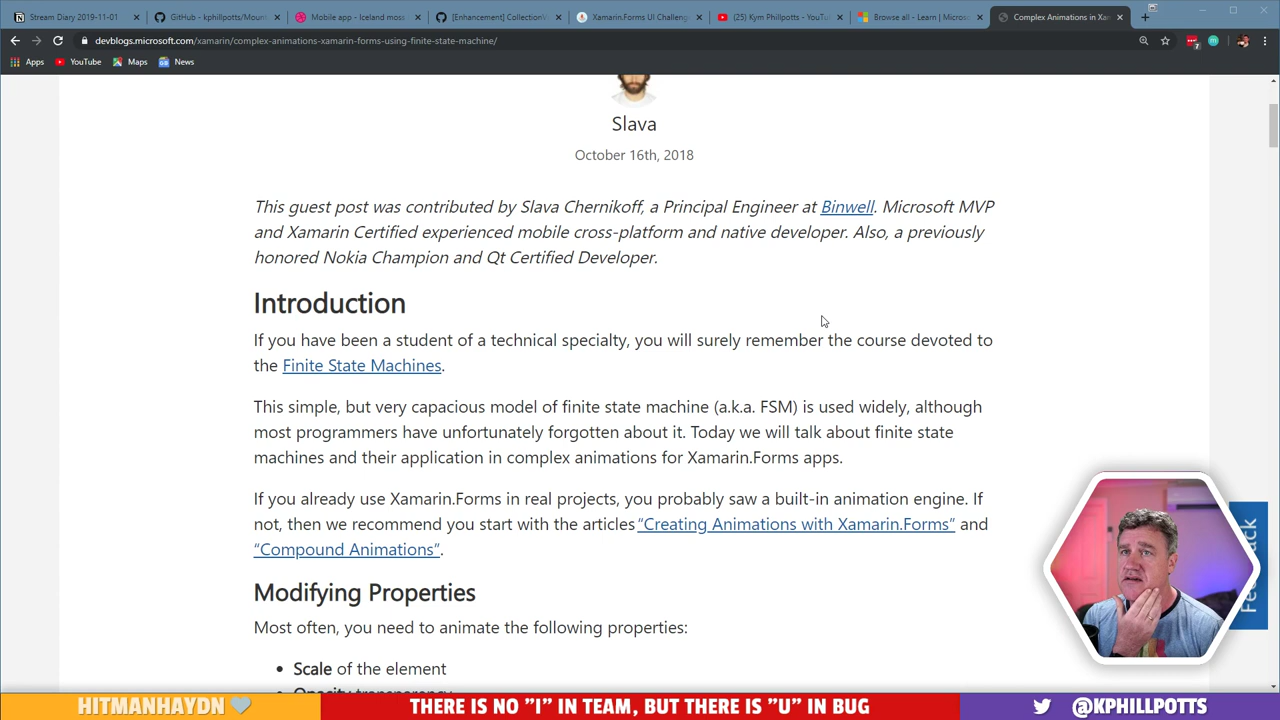 Stream Diary 2019-11-01
GitHub - kphillpotts/Mount
Mobile app - Iceland mos
[Enhancement] CollectionV
Xamarin.Forms UI Challeng
(25) Kym Phillpotts - YouTu
Browse all - Learn | Micros
Complex Animations in Xa
devblogs.microsoft.com/xamarin/complex-animations-xamarin-forms-using-finite-state-machine/
Apps
YouTube
Maps
News
Slava
October 16th, 2018
This guest post was contributed by Slava Chernikoff, a Principal Engineer at Binwell. Microsoft MVP
and Xamarin Certified experienced mobile cross-platform and native developer. Also, a previously
honored Nokia Champion and Qt Certified Developer.
Introduction
If you have been a student of a technical specialty, you will surely remember the course devoted to
the Finite State Machines.
This simple, but very capacious model of finite state machine (a.k.a. FSM) is used widely, although
most programmers have unfortunately forgotten about it. Today we will talk about finite state
machines and their application in complex animations for Xamarin.Forms apps.
If you already use Xamarin.Forms in real projects, you probably saw a built-in animation engine. If
not, then we recommend you start with the articles “Creating Animations with Xamarin.Forms” and
“Compound Animations”.
Modifying Properties
Most often, you need to animate the following properties:
• Scale of the element
• Opacity transparency
HITMANHAYDN
THERE IS NO "I" IN TEAM, BUT THERE IS "U" IN BUG
@KPHILLPOTTS